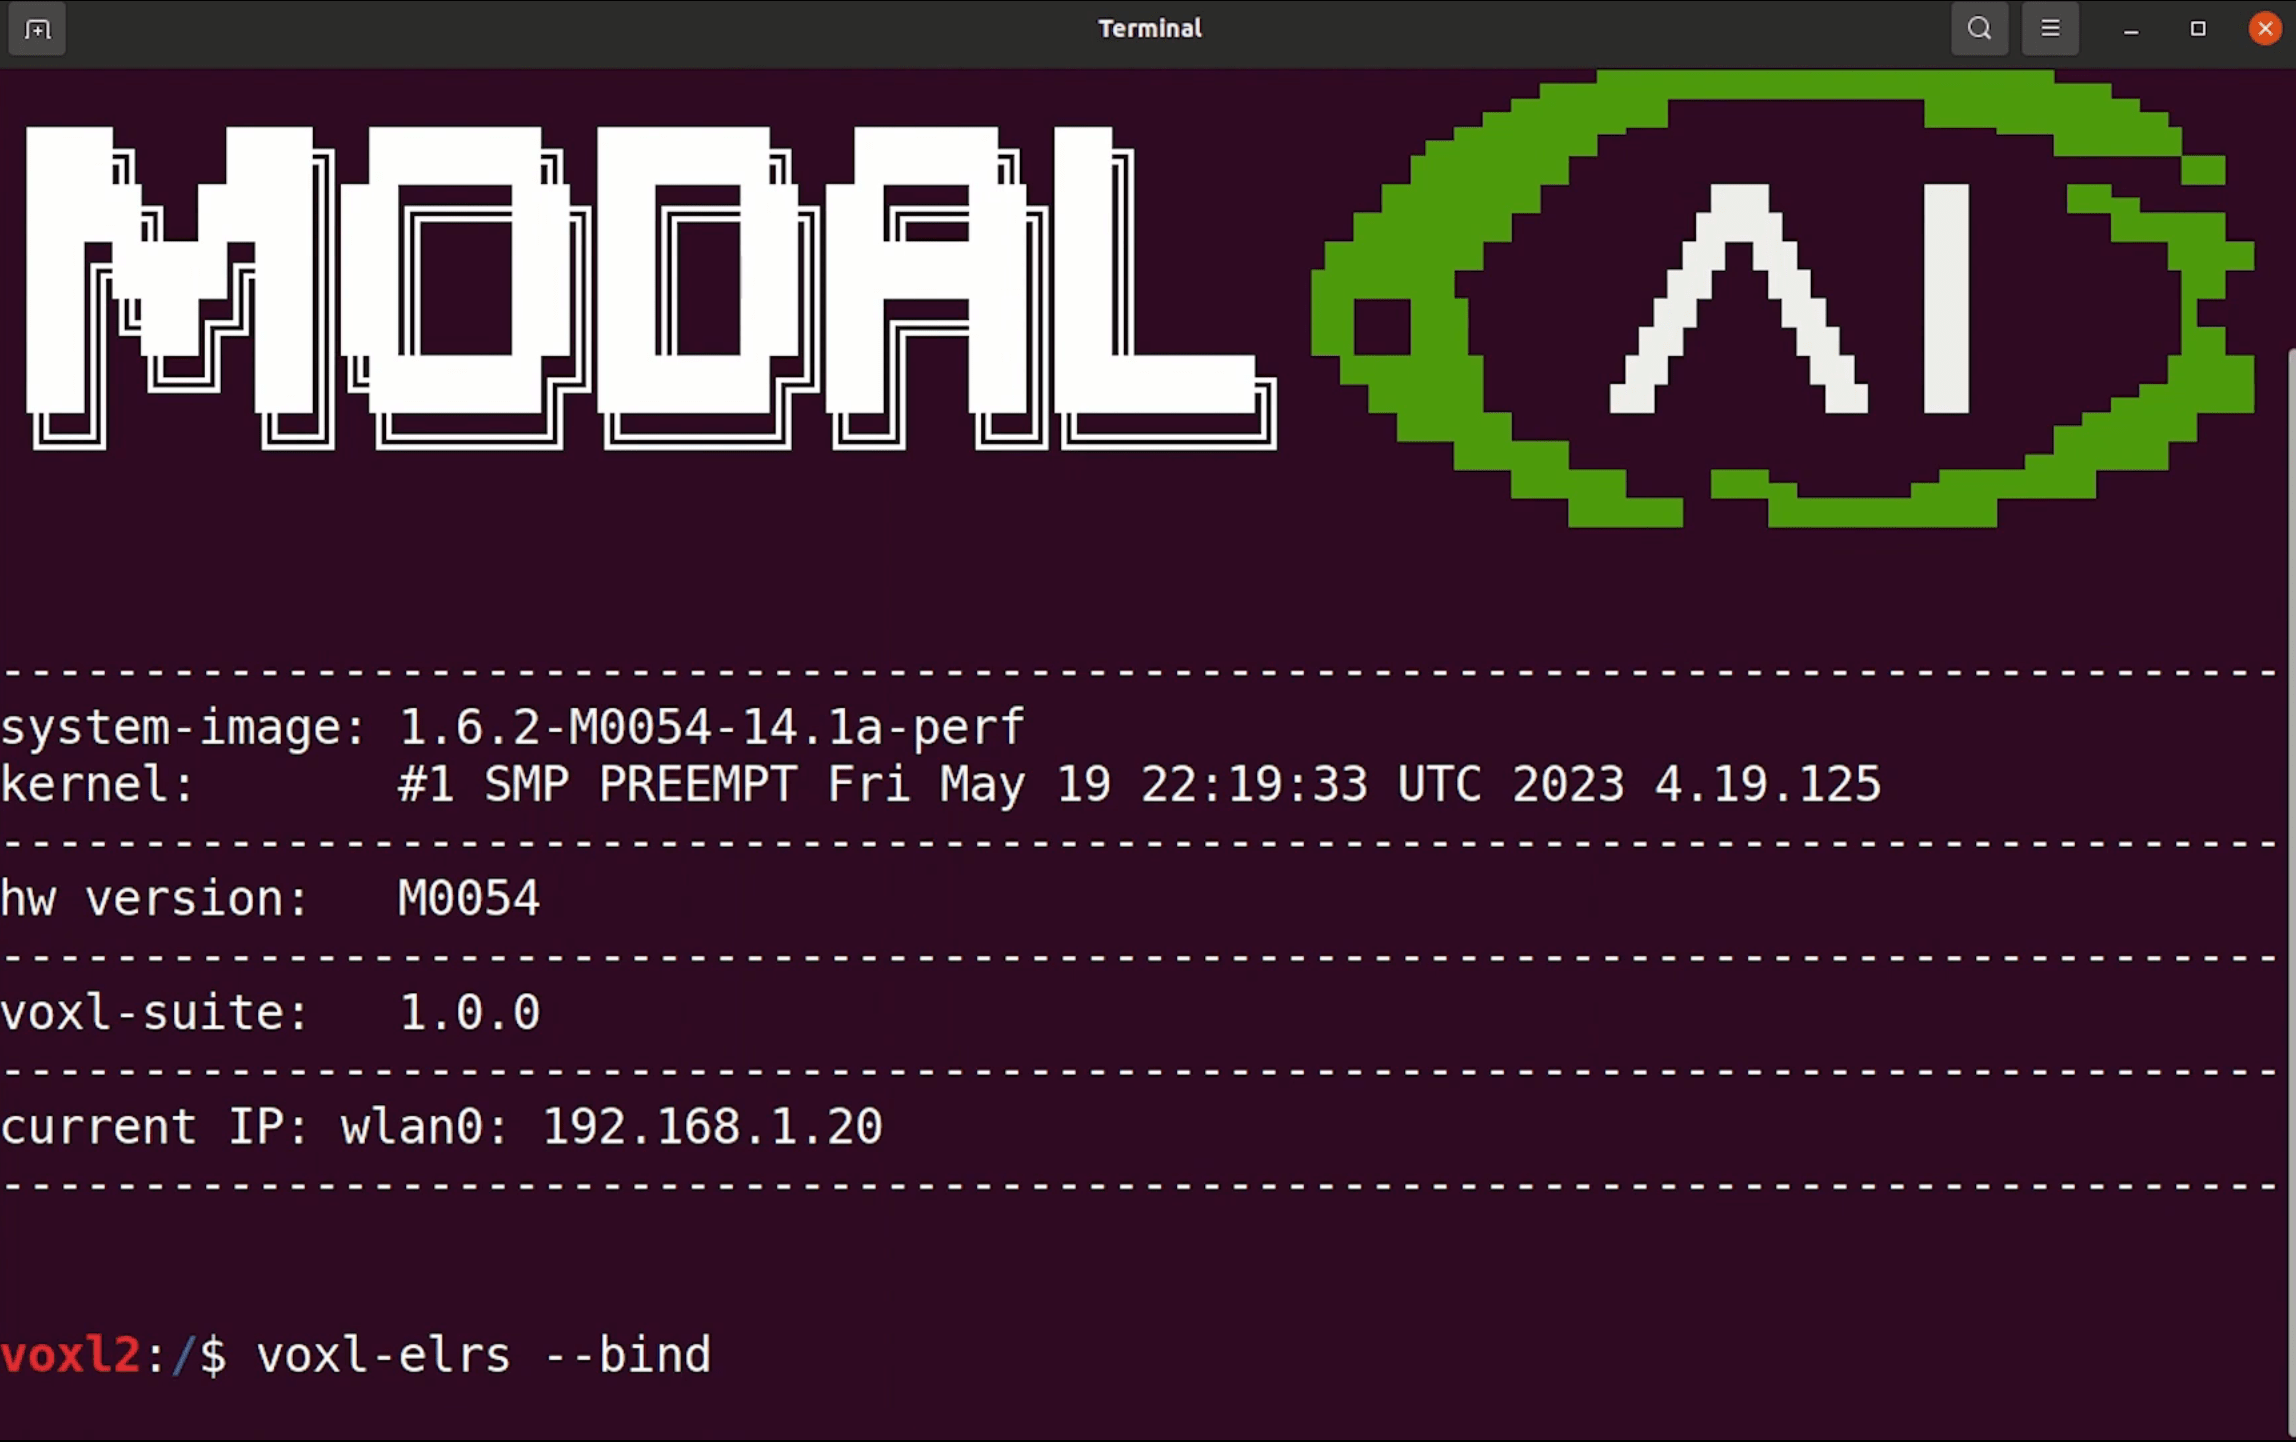 Terminal
MODAL AI
--------------------------------------------------------------------------------
system-image: 1.6.2-M0054-14.1a-perf
kernel:       #1 SMP PREEMPT Fri May 19 22:19:33 UTC 2023 4.19.125
--------------------------------------------------------------------------------
hw version:   M0054
--------------------------------------------------------------------------------
voxl-suite:   1.0.0
--------------------------------------------------------------------------------
current IP: wlan0: 192.168.1.20
--------------------------------------------------------------------------------
voxl2:/$ voxl-elrs --bind